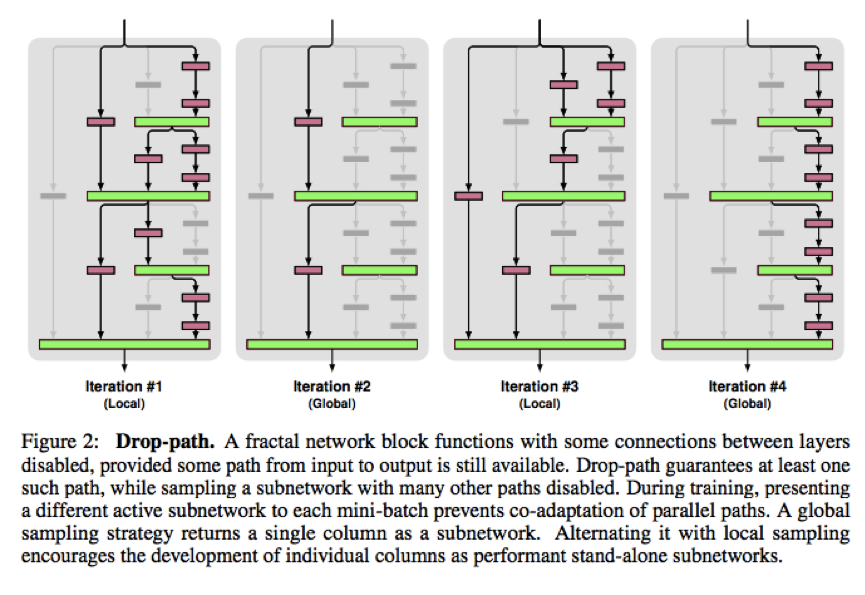 Iteration #1
(Local)
Iteration #2
(Global)
Iteration #3
(Local)
Iteration #4
(Global)
Figure 2: Drop-path. A fractal network block functions with some connections between layers
disabled, provided some path from input to output is still available. Drop-path guarantees at least one
such path, while sampling a subnetwork with many other paths disabled. During training, presenting
a different active subnetwork to each mini-batch prevents co-adaptation of parallel paths. A global
sampling strategy returns a single column as a subnetwork. Alternating it with local sampling
encourages the development of individual columns as performant stand-alone subnetworks.